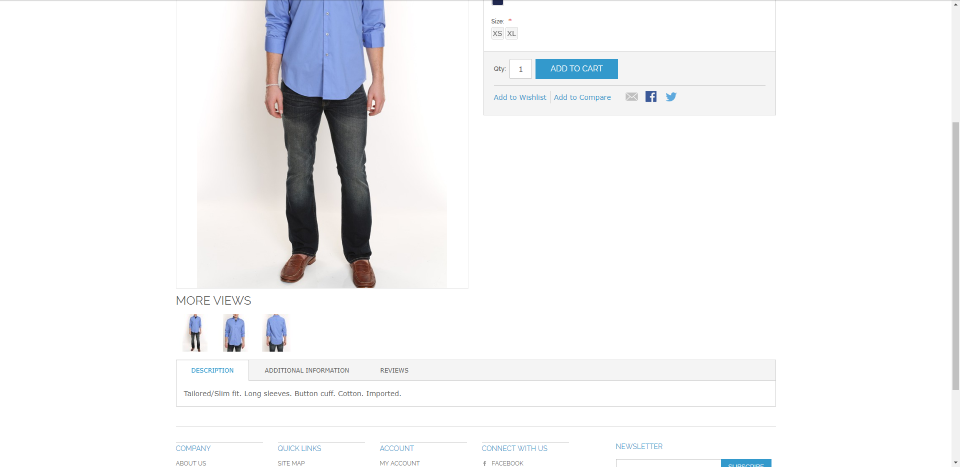 Size: *
XS XL
Qty: 1 ADD TO CART
Add to Wishlist Add to Compare
MORE VIEWS
DESCRIPTION ADDITIONAL INFORMATION REVIEWS
Tailored/Slim fit. Long sleeves. Button cuff. Cotton. Imported.
COMPANY QUICK LINKS ACCOUNT CONNECT WITH US NEWSLETTER
ABOUT US SITE MAP MY ACCOUNT FACEBOOK
SUBSCRIBE